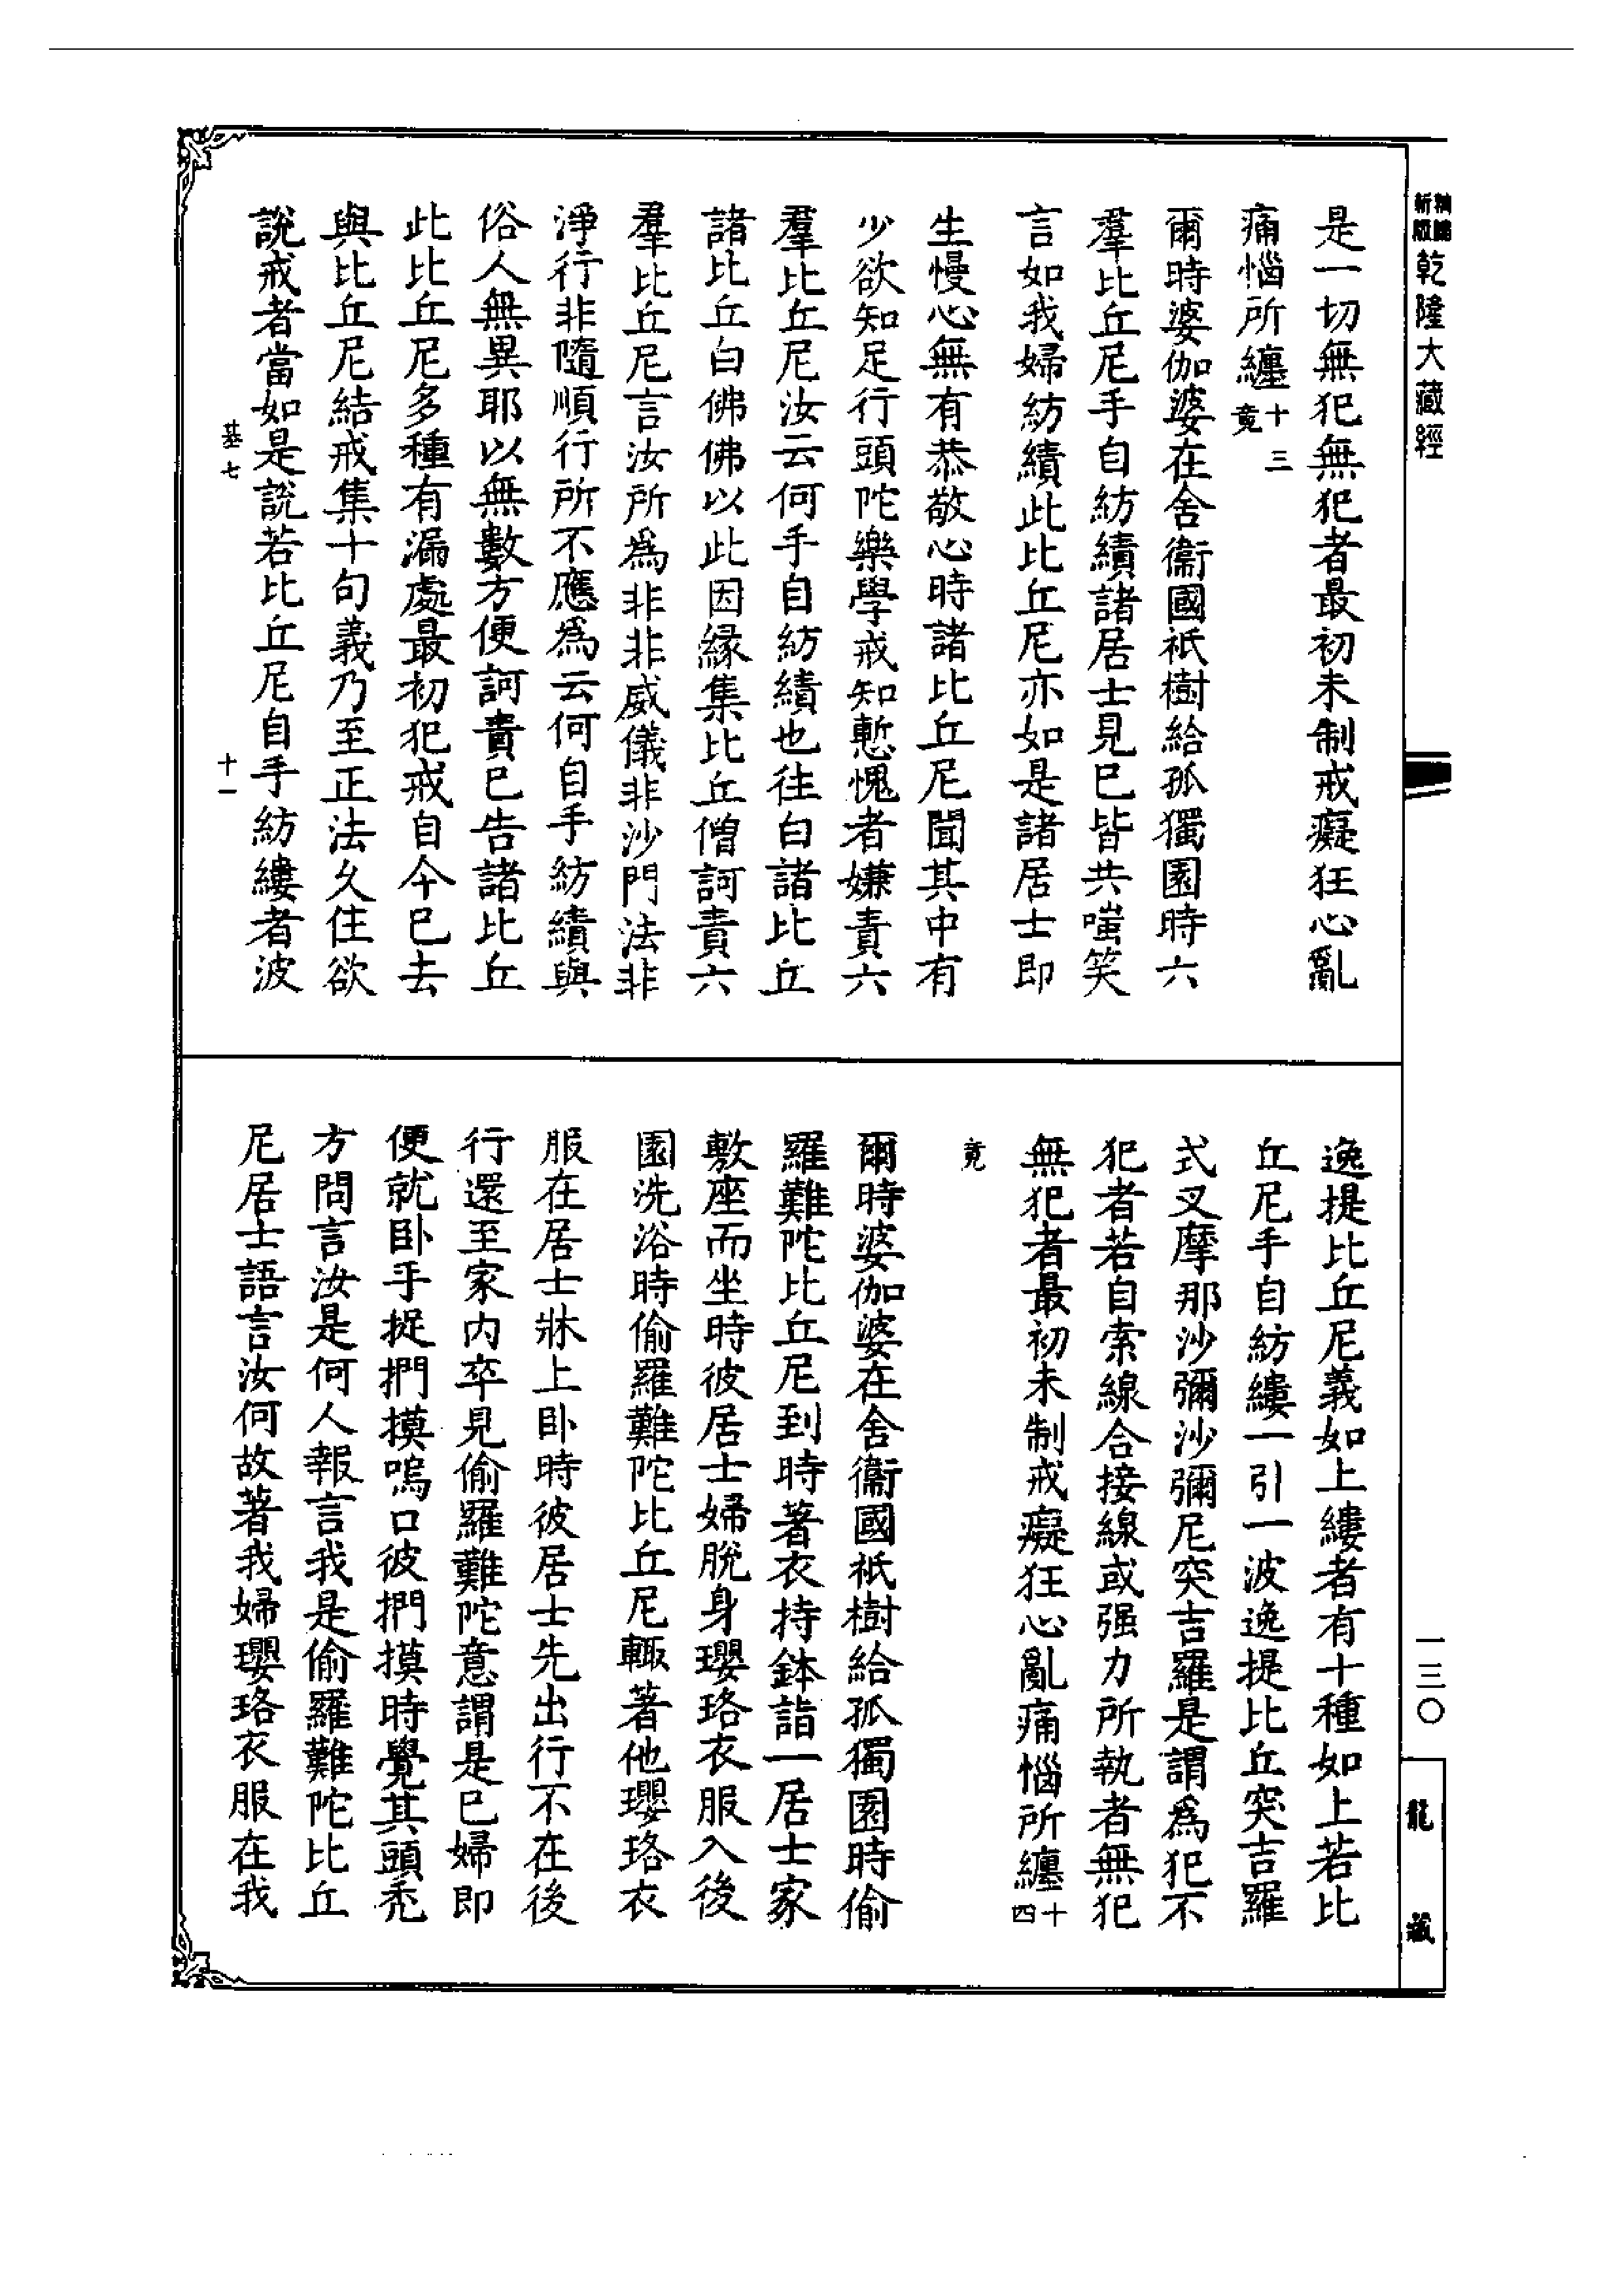 新版 精縮 乾隆大藏經
是一切無犯無犯者最初未制戒癡狂心亂
痛惱所纏十三竟
爾時婆伽婆在舍衞國祇樹給孤獨園時六
羣比丘尼手自紡績諸居士見已皆共嗤笑
言如我婦紡績此比丘尼亦如是諸居士即
生慢心無有恭敬心時諸比丘尼聞其中有
少欲知足行頭陀樂學戒知慙愧者嫌責六
羣比丘尼汝云何手自紡績也往白諸比丘
諸比丘白佛佛以此因緣集比丘僧訶責六
羣比丘尼言汝所爲非非威儀非沙門法非
淨行非隨順行所不應爲云何自手紡績與
俗人無異耶以無數方便訶責已告諸比丘
此比丘尼多種有漏處最初犯戒自今已去
與比丘尼結戒集十句義乃至正法久住欲
說戒者當如是說若比丘尼自手紡縷者波
基七 十一
逸提比丘尼義如上縷者有十種如上若比
丘尼手自紡縷一引一波逸提比丘突吉羅
式叉摩那沙彌沙彌尼突吉羅是謂爲犯不
犯者若自索線合接線或强力所執者無犯
無犯者最初未制戒癡狂心亂痛惱所纏十四
竟
爾時婆伽婆在舍衞國祇樹給孤獨園時偷
羅難陀比丘尼到時著衣持鉢詣一居士家
敷座而坐時彼居士婦脫身瓔珞衣服入後
園洗浴時偷羅難陀比丘尼輙著他瓔珞衣
服在居士牀上卧時彼居士先出行不在後
行還至家内卒見偷羅難陀意謂是已婦即
便就卧手捉捫摸嗚口彼捫摸時覺其頭秃
方問言汝是何人報言我是偷羅難陀比丘
尼居士語言汝何故著我婦瓔珞衣服在我
一三〇
龍藏